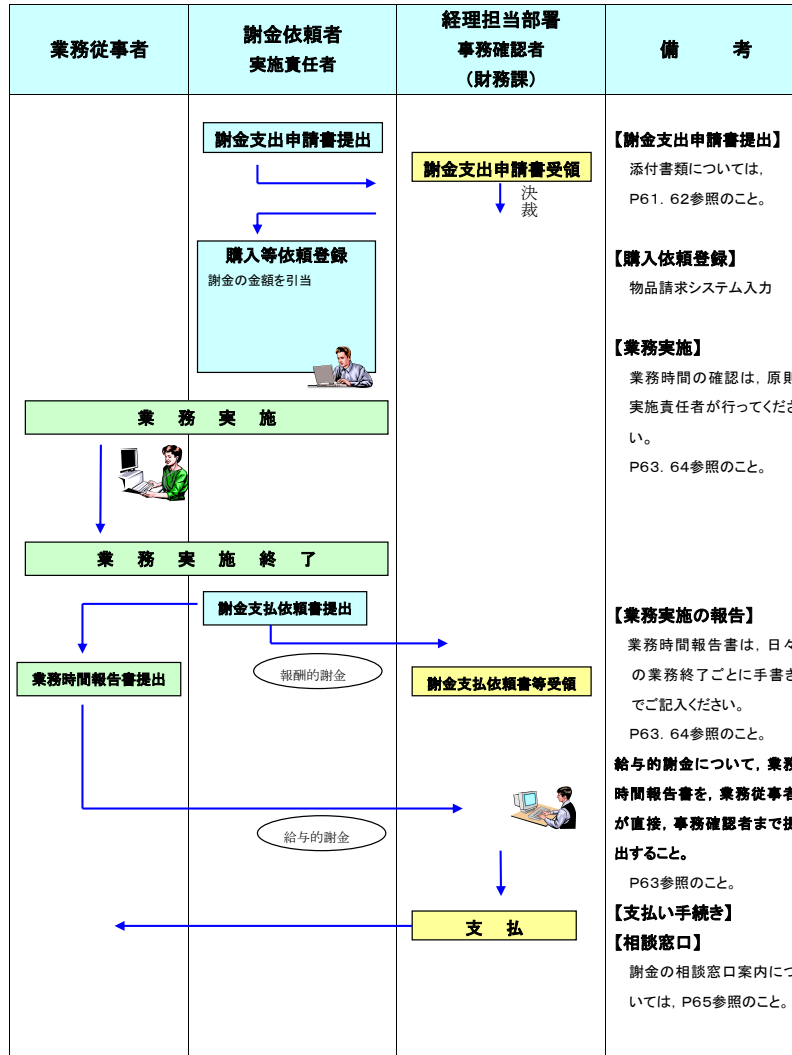 業務従事者
謝金依頼者
実施責任者
経理担当部署
事務確認者
（財務課）
備　考
謝金支出申請書提出
謝金支出申請書受領
決裁
購入等依頼登録
謝金の金額を引当
業　務　実　施
業　務　実　施　終　了
謝金支払依頼書提出
報酬的謝金
業務時間報告書提出
謝金支払依頼書等受領
給与的謝金
支　払
【謝金支出申請書提出】
添付書類については，
P61．62参照のこと。
【購入依頼登録】
物品請求システム入力
【業務実施】
業務時間の確認は，原則
実施責任者が行ってくださ
い。
P63．64参照のこと。
【業務実施の報告】
業務時間報告書は，日々
の業務終了ごとに手書き
でご記入ください。
P63．64参照のこと。
給与的謝金について，業務
時間報告書を，業務従事者
が直接，事務確認者まで提
出すること。
P63参照のこと。
【支払い手続き】
【相談窓口】
謝金の相談窓口案内につ
いては，P65参照のこと。